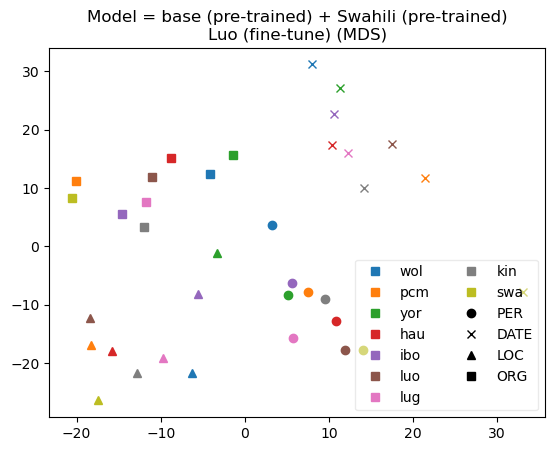 Model = base (pre-trained) + Swahili (pre-trained)
Luo (fine-tune) (MDS)
30
20
10
0
−10
−20
−20
−10
0
10
20
30
wol
pcm
yor
hau
ibo
luo
lug
kin
swa
PER
DATE
LOC
ORG